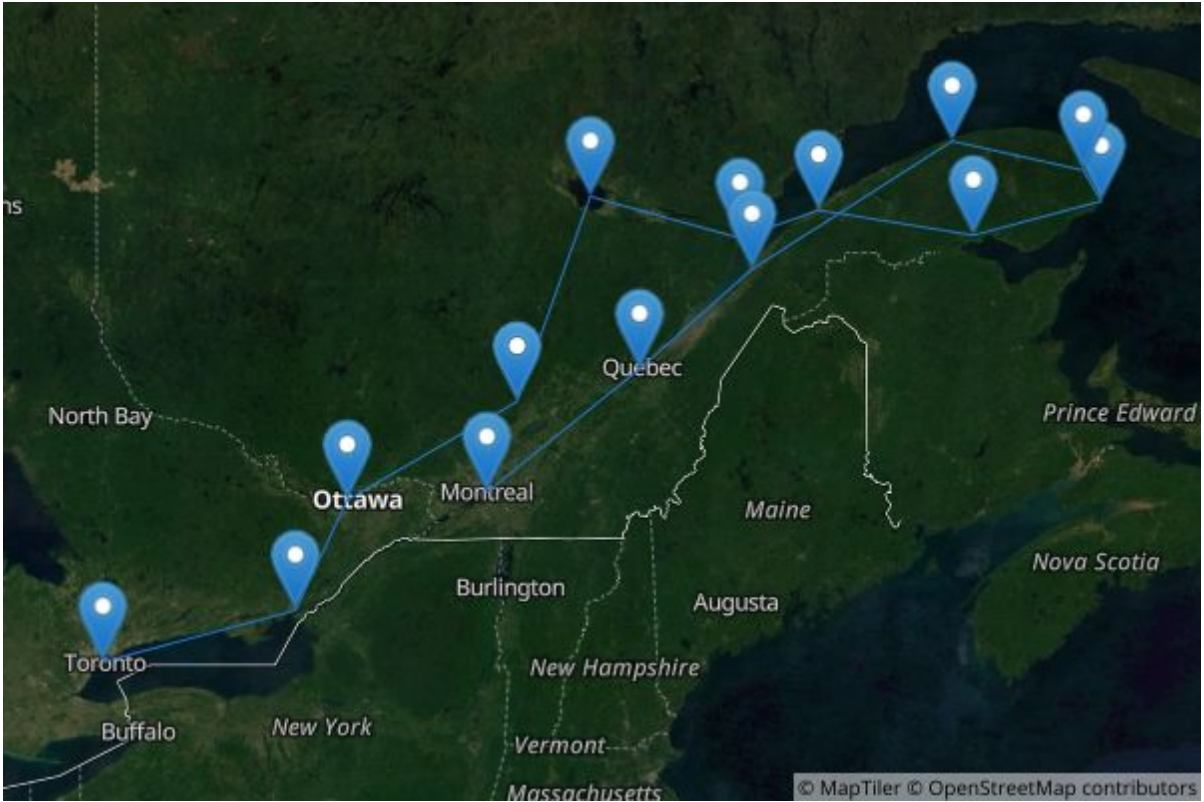 ns
North Bay
Quebec
Prince Edward
Ottawa
Montreal
Maine
Burlington
Nova Scotia
Augusta
Toronto
New Hampshire
Buffalo
New York
Vermont
Massachusetts
© MapTiler © OpenStreetMap contributors